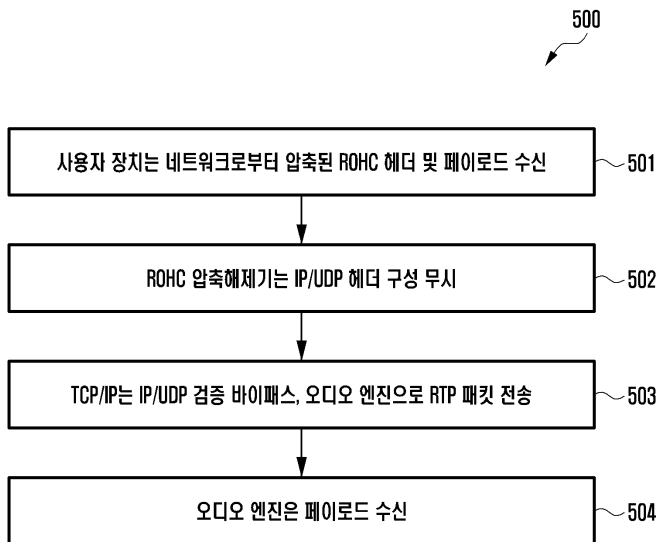 500
사용자 장치는 네트워크로부터 압축된 ROHC 헤더 및 페이로드 수신
501
ROHC 압축해제기는 IP/UDP 헤더 구성 무시
502
TCP/IP는 IP/UDP 검증 바이패스, 오디오 엔진으로 RTP 패킷 전송
503
오디오 엔진은 페이로드 수신
504